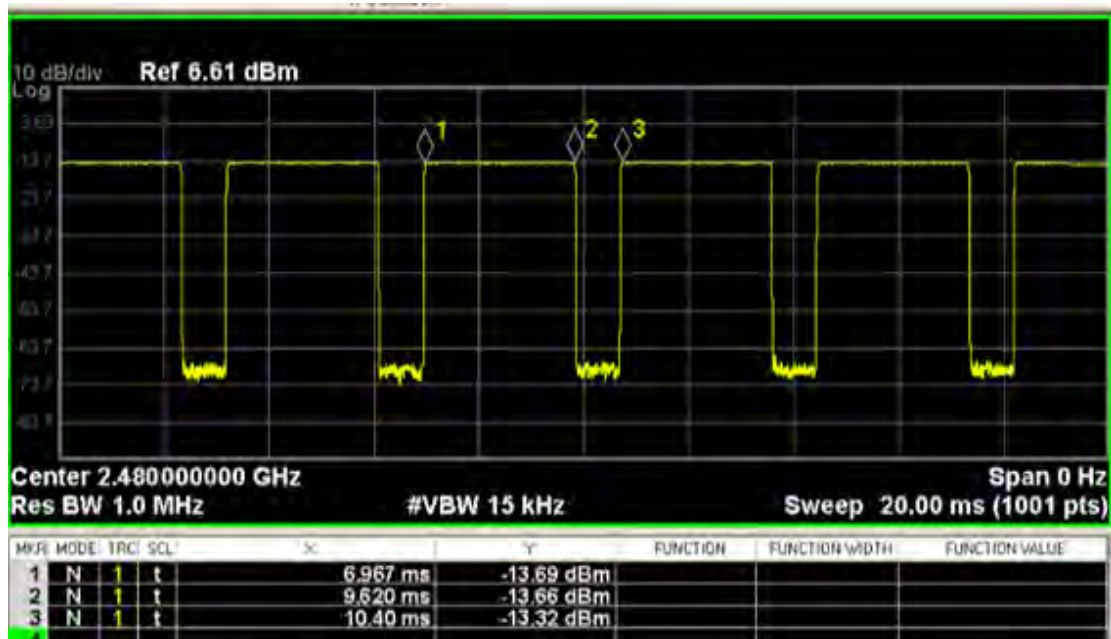 10 dB/div Ref 6.61 dBm
Log
Center 2.480000000 GHz Span 0 Hz
Res BW 1.0 MHz #VBW 15 kHz Sweep 20.00 ms (1001 pts)
1 2 3
MKR MODE TRC SCL X Y FUNCTION FUNCTION WIDTH FUNCTION VALUE
1 N 1 t 6.967 ms -13.69 dBm
2 N 1 t 9.620 ms -13.66 dBm
3 N 1 t 10.40 ms -13.32 dBm